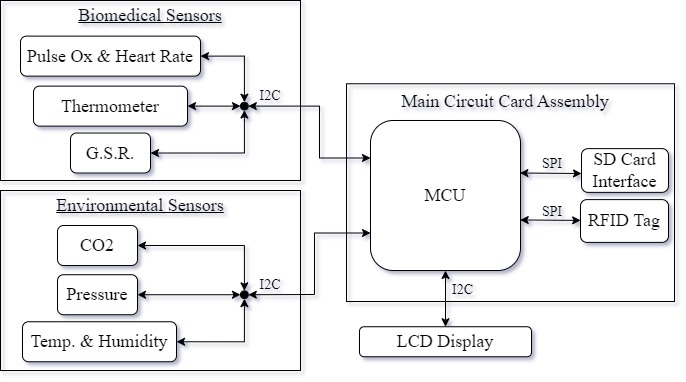 Biomedical Sensors
Pulse Ox & Heart Rate
Thermometer
G.S.R.
I2C
Environmental Sensors
CO2
Pressure
Temp. & Humidity
I2C
Main Circuit Card Assembly
MCU
SPI
SD Card
Interface
SPI
RFID Tag
I2C
LCD Display